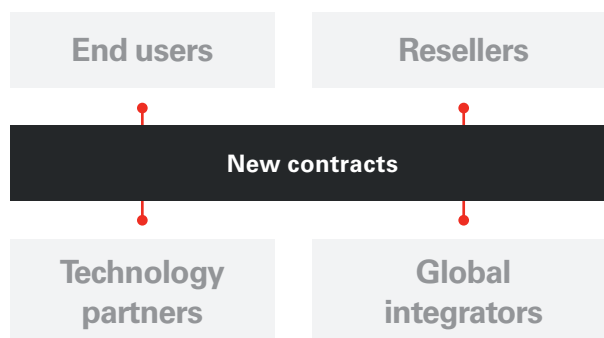 End users
Resellers
New contracts
Technology
partners
Global
integrators